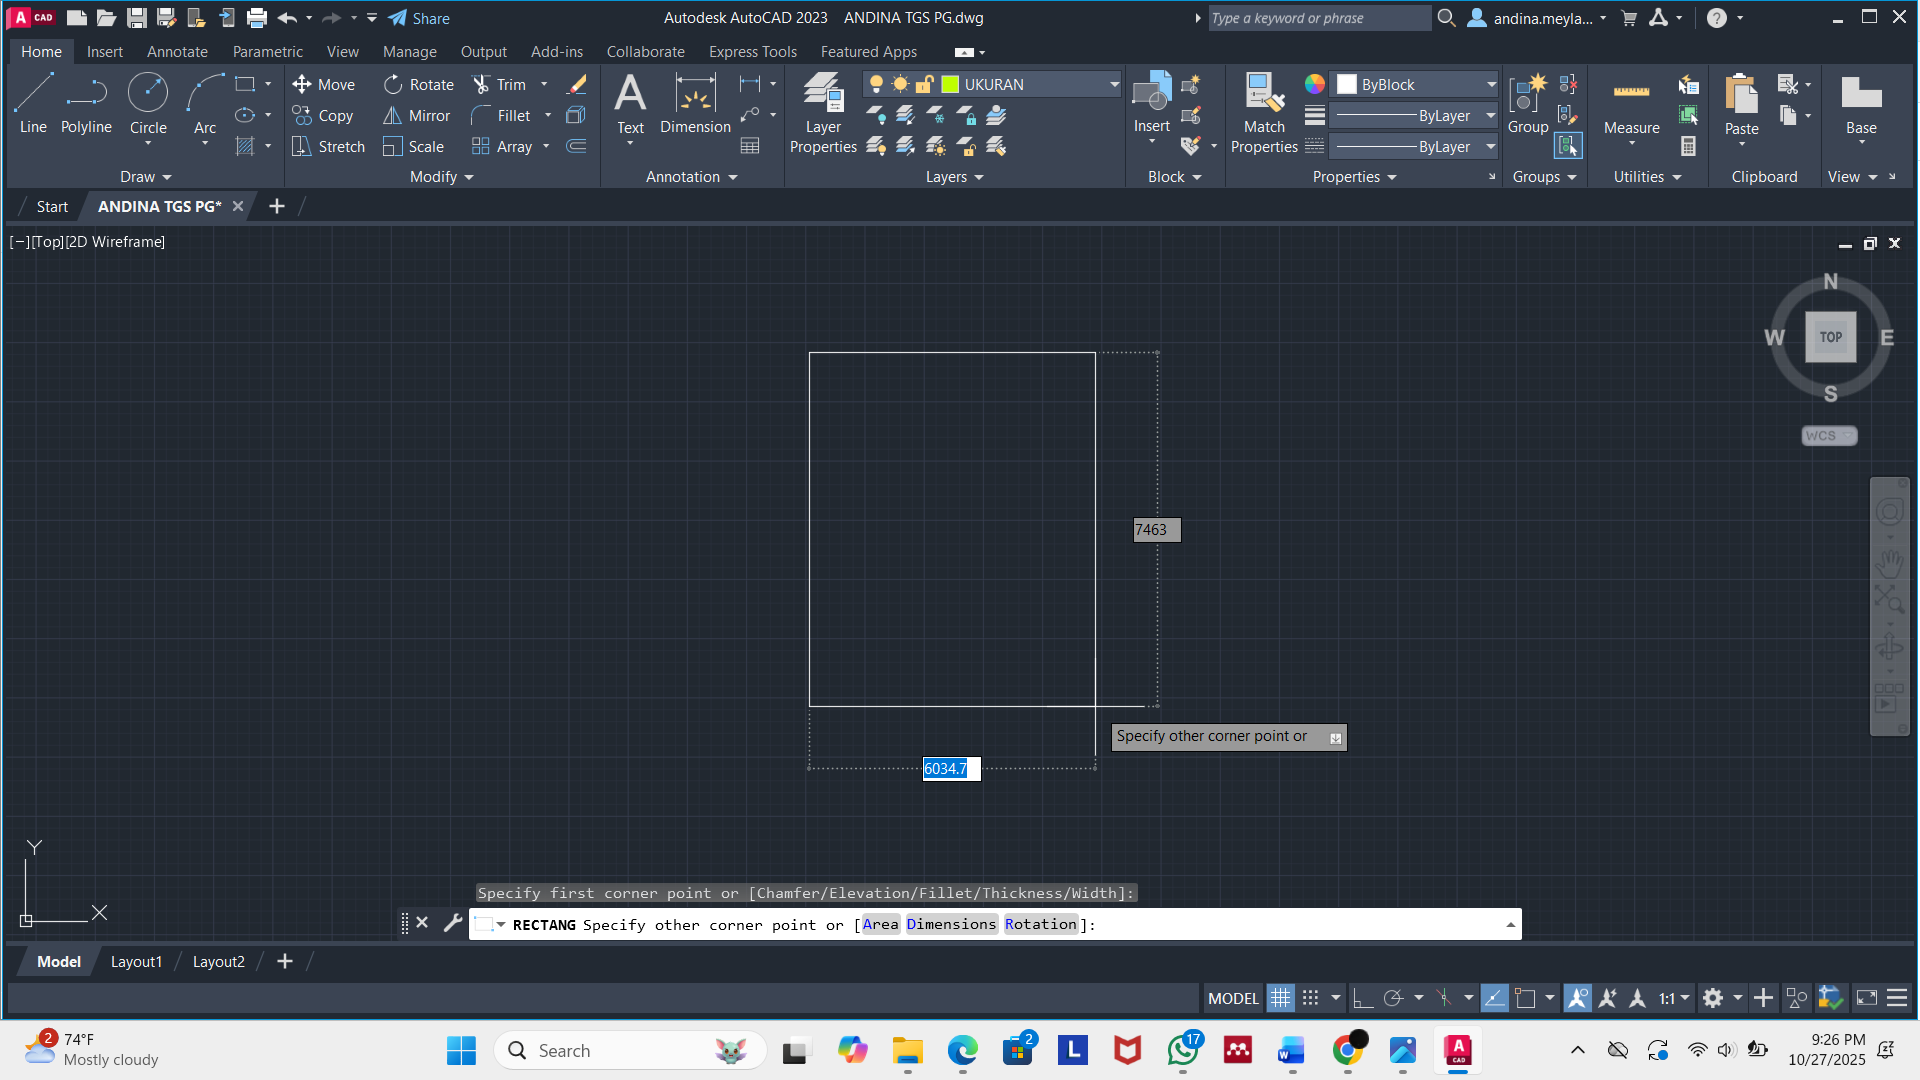 A CAD Share Autodesk AutoCAD 2023 ANDINA TGS PG.dwg Type a keyword or phrase andina.meyla... ?
Home Insert Annotate Parametric View Manage Output Add-ins Collaborate Express Tools Featured Apps
Line Polyline Circle Arc
Move Rotate Trim
Copy Mirror Fillet
Stretch Scale Array
Text Dimension
Layer Properties
UKURAN
Insert
Match Properties
ByBlock
ByLayer
ByLayer
Group
Measure
Paste
Base
Draw Modify Annotation Layers Block Properties Groups Utilities Clipboard View
Start ANDINA TGS PG*
[−][Top][2D Wireframe]
N
W TOP E
S
WCS
7463
Specify other corner point or
6034.7
Y
X
Specify first corner point or [Chamfer/Elevation/Fillet/Thickness/Width]:
RECTANG Specify other corner point or [Area Dimensions Rotation]:
Model Layout1 Layout2
MODEL 1:1
2 74°F
Mostly cloudy
Search
2
L
17
W
A CAD
9:26 PM
10/27/2025